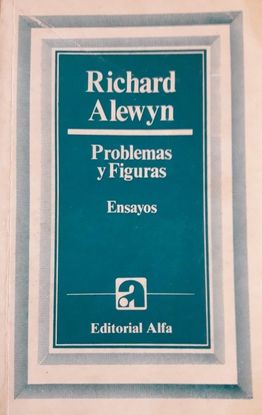 Richard
Alewyn
Problemas
y Figuras
Ensayos
a
Editorial Alfa